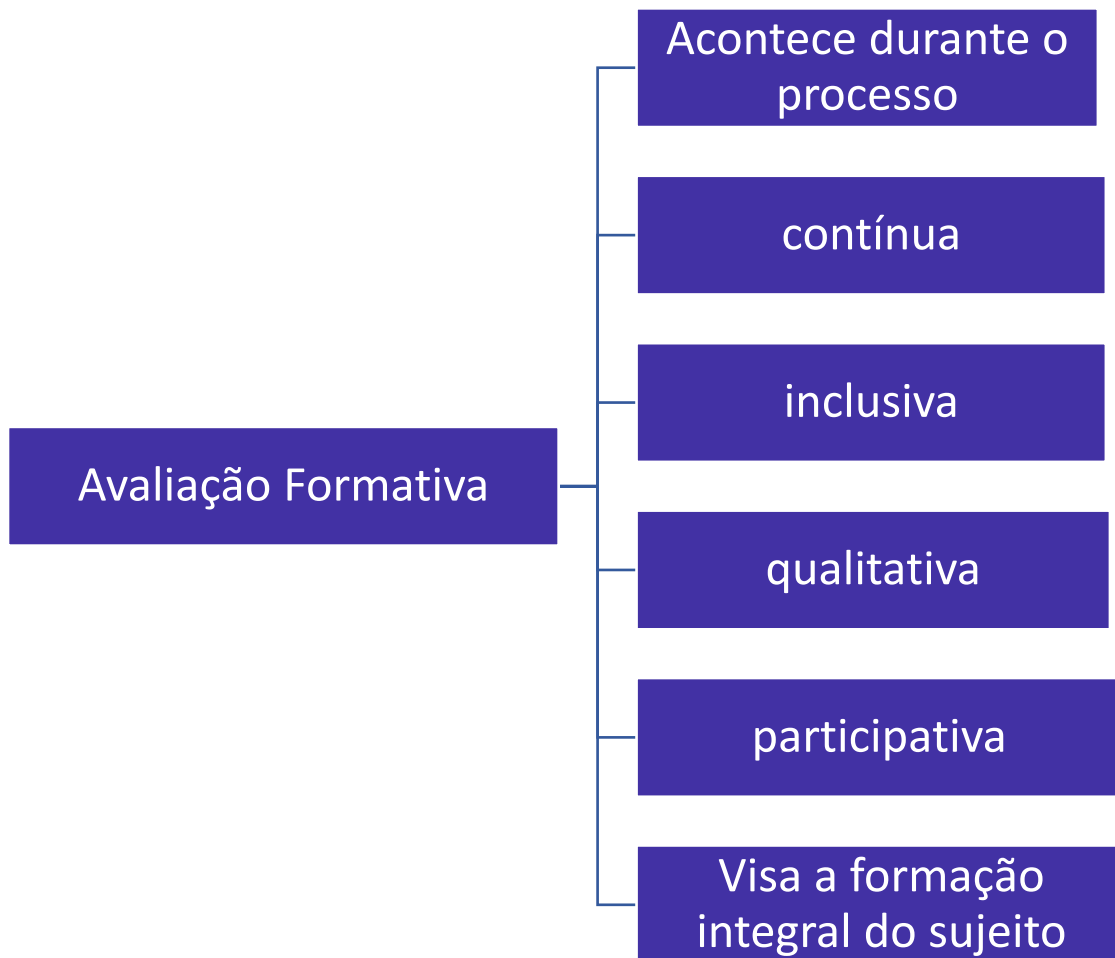 Acontece durante o
processo
contínua
inclusiva
Avaliação Formativa
qualitativa
participativa
Visa a formação
integral do sujeito